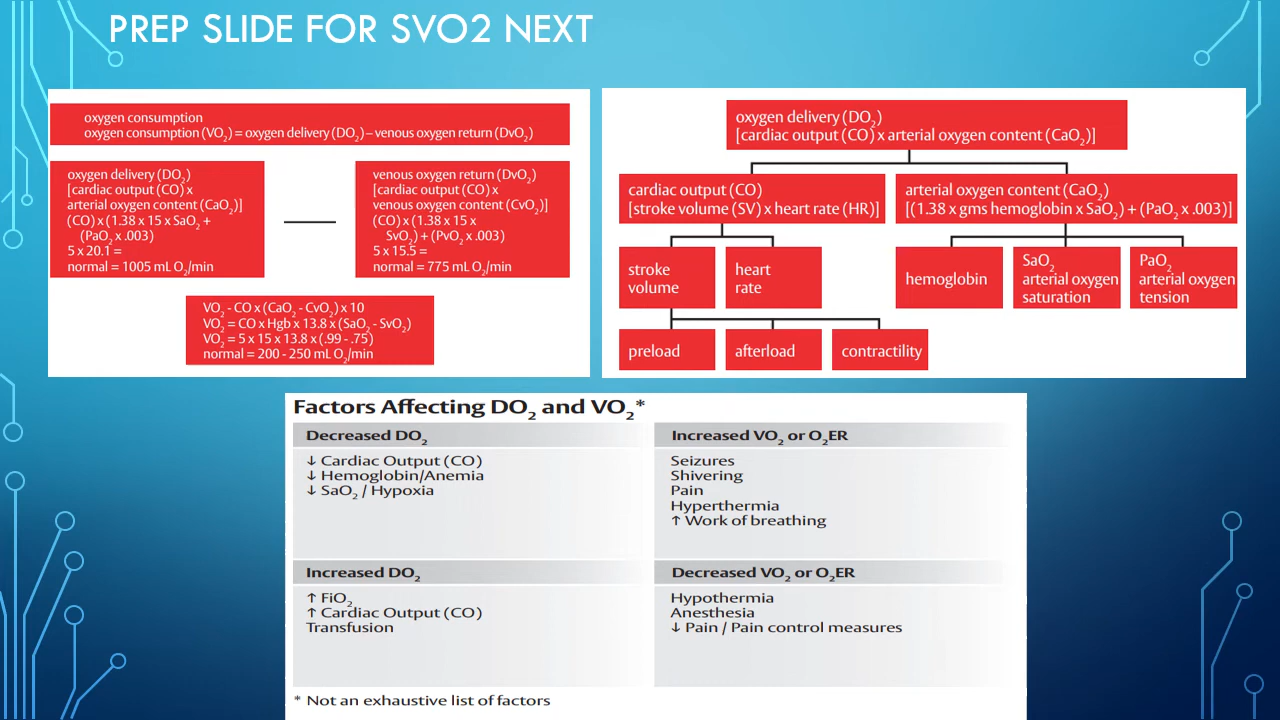 PREP SLIDE FOR SVO2 NEXT
oxygen consumption
oxygen consumption (VO₂) = oxygen delivery (DO₂) – venous oxygen return (DvO₂)
oxygen delivery (DO₂)
[cardiac output (CO) x
arterial oxygen content (CaO₂)]
(CO) x (1.38 x 15 x SaO₂ +
(PaO₂ x .003)
5 x 20.1 =
normal = 1005 mL O₂/min
venous oxygen return (DvO₂)
[cardiac output (CO) x
venous oxygen content (CvO₂)]
(CO) x (1.38 x 15 x
SvO₂) + (PvO₂ x .003)
5 x 15.5 =
normal = 775 mL O₂/min
VO₂ - CO x (CaO₂ - CvO₂) x 10
VO₂ = CO x Hgb x 13.8 x (SaO₂ - SvO₂)
VO₂ = 5 x 15 x 13.8 x (.99 - .75)
normal = 200 - 250 mL O₂/min
oxygen delivery (DO₂)
[cardiac output (CO) x arterial oxygen content (CaO₂)]
cardiac output (CO)
[stroke volume (SV) x heart rate (HR)]
arterial oxygen content (CaO₂)
[(1.38 x gms hemoglobin x SaO₂) + (PaO₂ x .003)]
stroke
volume
heart
rate
hemoglobin
SaO₂
arterial oxygen
saturation
PaO₂
arterial oxygen
tension
preload
afterload
contractility
Factors Affecting DO₂ and VO₂*
Decreased DO₂
↓ Cardiac Output (CO)
↓ Hemoglobin/Anemia
↓ SaO₂ / Hypoxia
Increased VO₂ or O₂ER
Seizures
Shivering
Pain
Hyperthermia
↑ Work of breathing
Increased DO₂
↑ FiO₂
↑ Cardiac Output (CO)
Transfusion
Decreased VO₂ or O₂ER
Hypothermia
Anesthesia
↓ Pain / Pain control measures
* Not an exhaustive list of factors